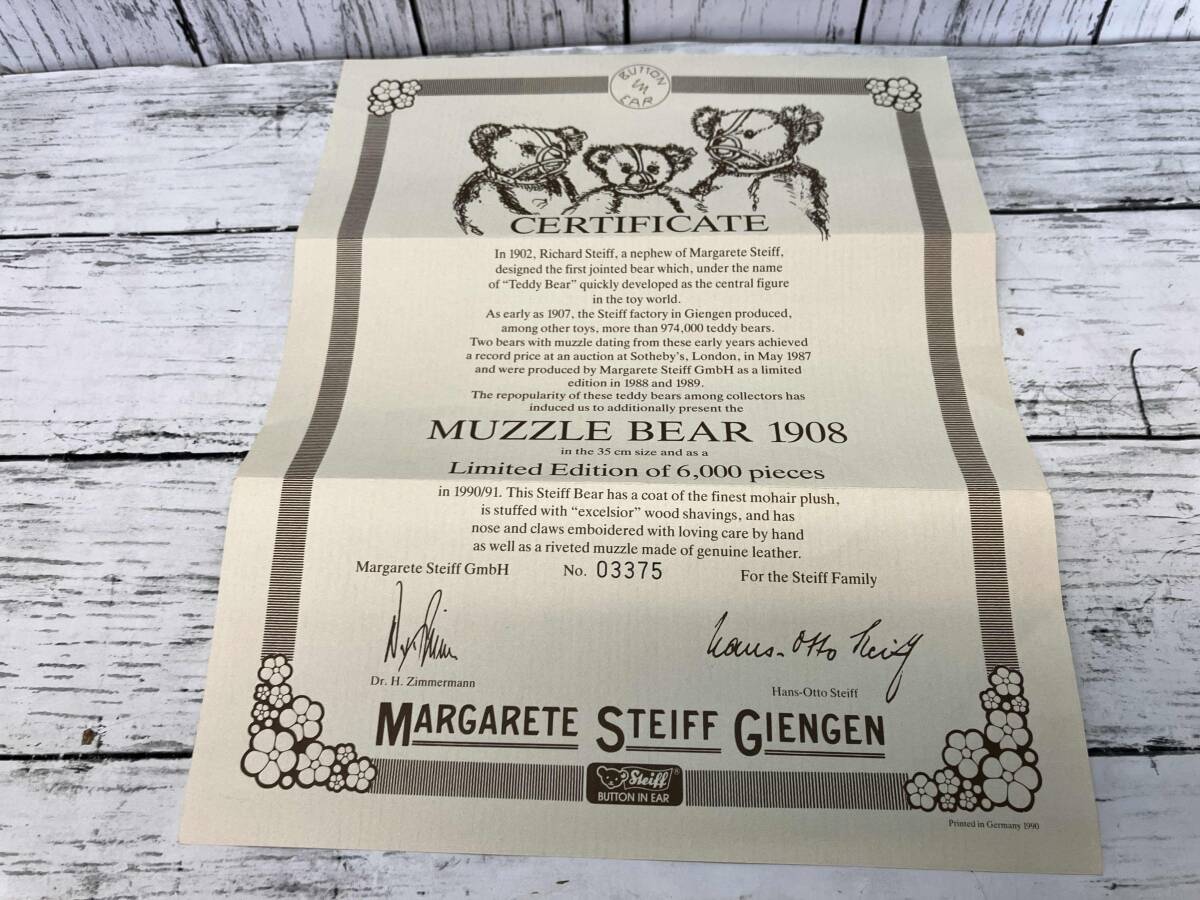 BUTTON
in
EAR
CERTIFICATE
In 1902, Richard Steiff, a nephew of Margarete Steiff,
designed the first jointed bear which, under the name
of “Teddy Bear” quickly developed as the central figure
in the toy world.
As early as 1907, the Steiff factory in Giengen produced,
among other toys, more than 974,000 teddy bears.
Two bears with muzzle dating from these early years achieved
a record price at an auction at Sotheby's, London, in May 1987
and were produced by Margarete Steiff GmbH as a limited
edition in 1988 and 1989.
The repopularity of these teddy bears among collectors has
induced us to additionally present the
MUZZLE BEAR 1908
in the 35 cm size and as a
Limited Edition of 6,000 pieces
in 1990/91. This Steiff Bear has a coat of the finest mohair plush,
is stuffed with “excelsior” wood shavings, and has
nose and claws emboidered with loving care by hand
as well as a riveted muzzle made of genuine leather.
Margarete Steiff GmbH No. 03375 For the Steiff Family
Hans-Otto Steiff
Dr. H. Zimmermann
Hans-Otto Steiff
MARGARETE STEIFF GIENGEN
Steiff ®
BUTTON IN EAR
Printed in Germany 1990